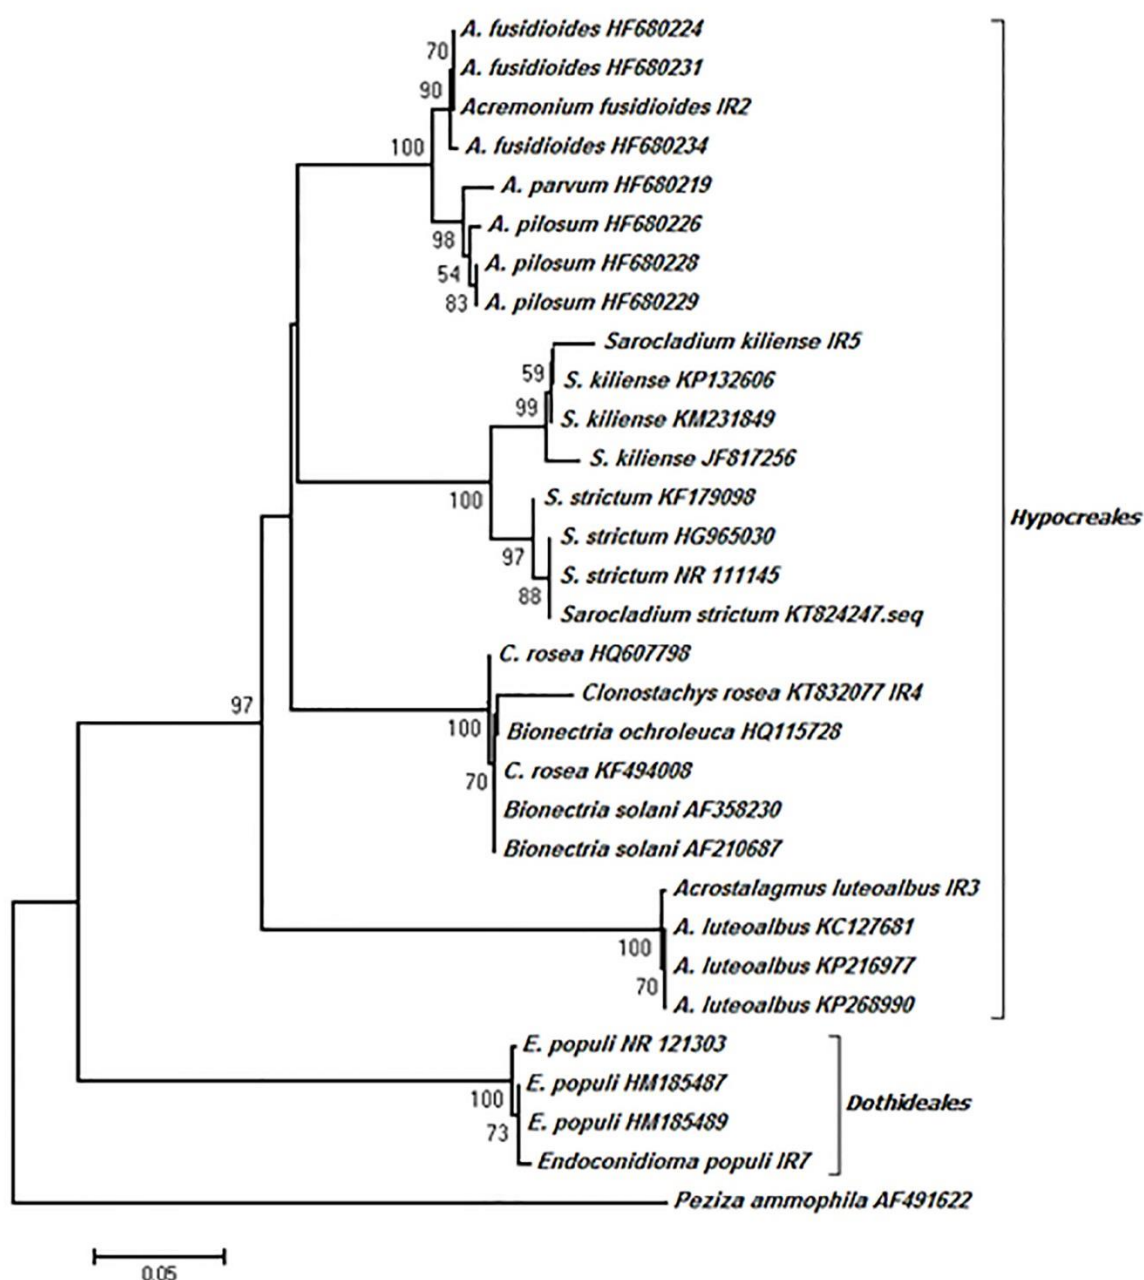 A. fusidioides HF680224
70
A. fusidioides HF680231
90
Acremonium fusidioides IR2
100
A. fusidioides HF680234
A. parvum HF680219
A. pilosum HF680226
98
A. pilosum HF680228
54
A. pilosum HF680229
83
Sarocladium kiliense IR5
59
S. kiliense KP132606
99
S. kiliense KM231849
S. kiliense JF817256
100
S. strictum KF179098
S. strictum HG965030
97
S. strictum NR 111145
88
Sarocladium strictum KT824247.seq
Hypocreales
C. rosea HQ607798
Clonostachys rosea KT832077 IR4
97
100
Bionectria ochroleuca HQ115728
70
C. rosea KF494008
Bionectria solani AF358230
Bionectria solani AF210687
Acrostalagmus luteoalbus IR3
A. luteoalbus KC127681
100
A. luteoalbus KP216977
70
A. luteoalbus KP268990
E. populi NR 121303
E. populi HM185487
100
E. populi HM185489
73
Endoconidioma populi IR7
Dothideales
Peziza ammophila AF491622
0.05